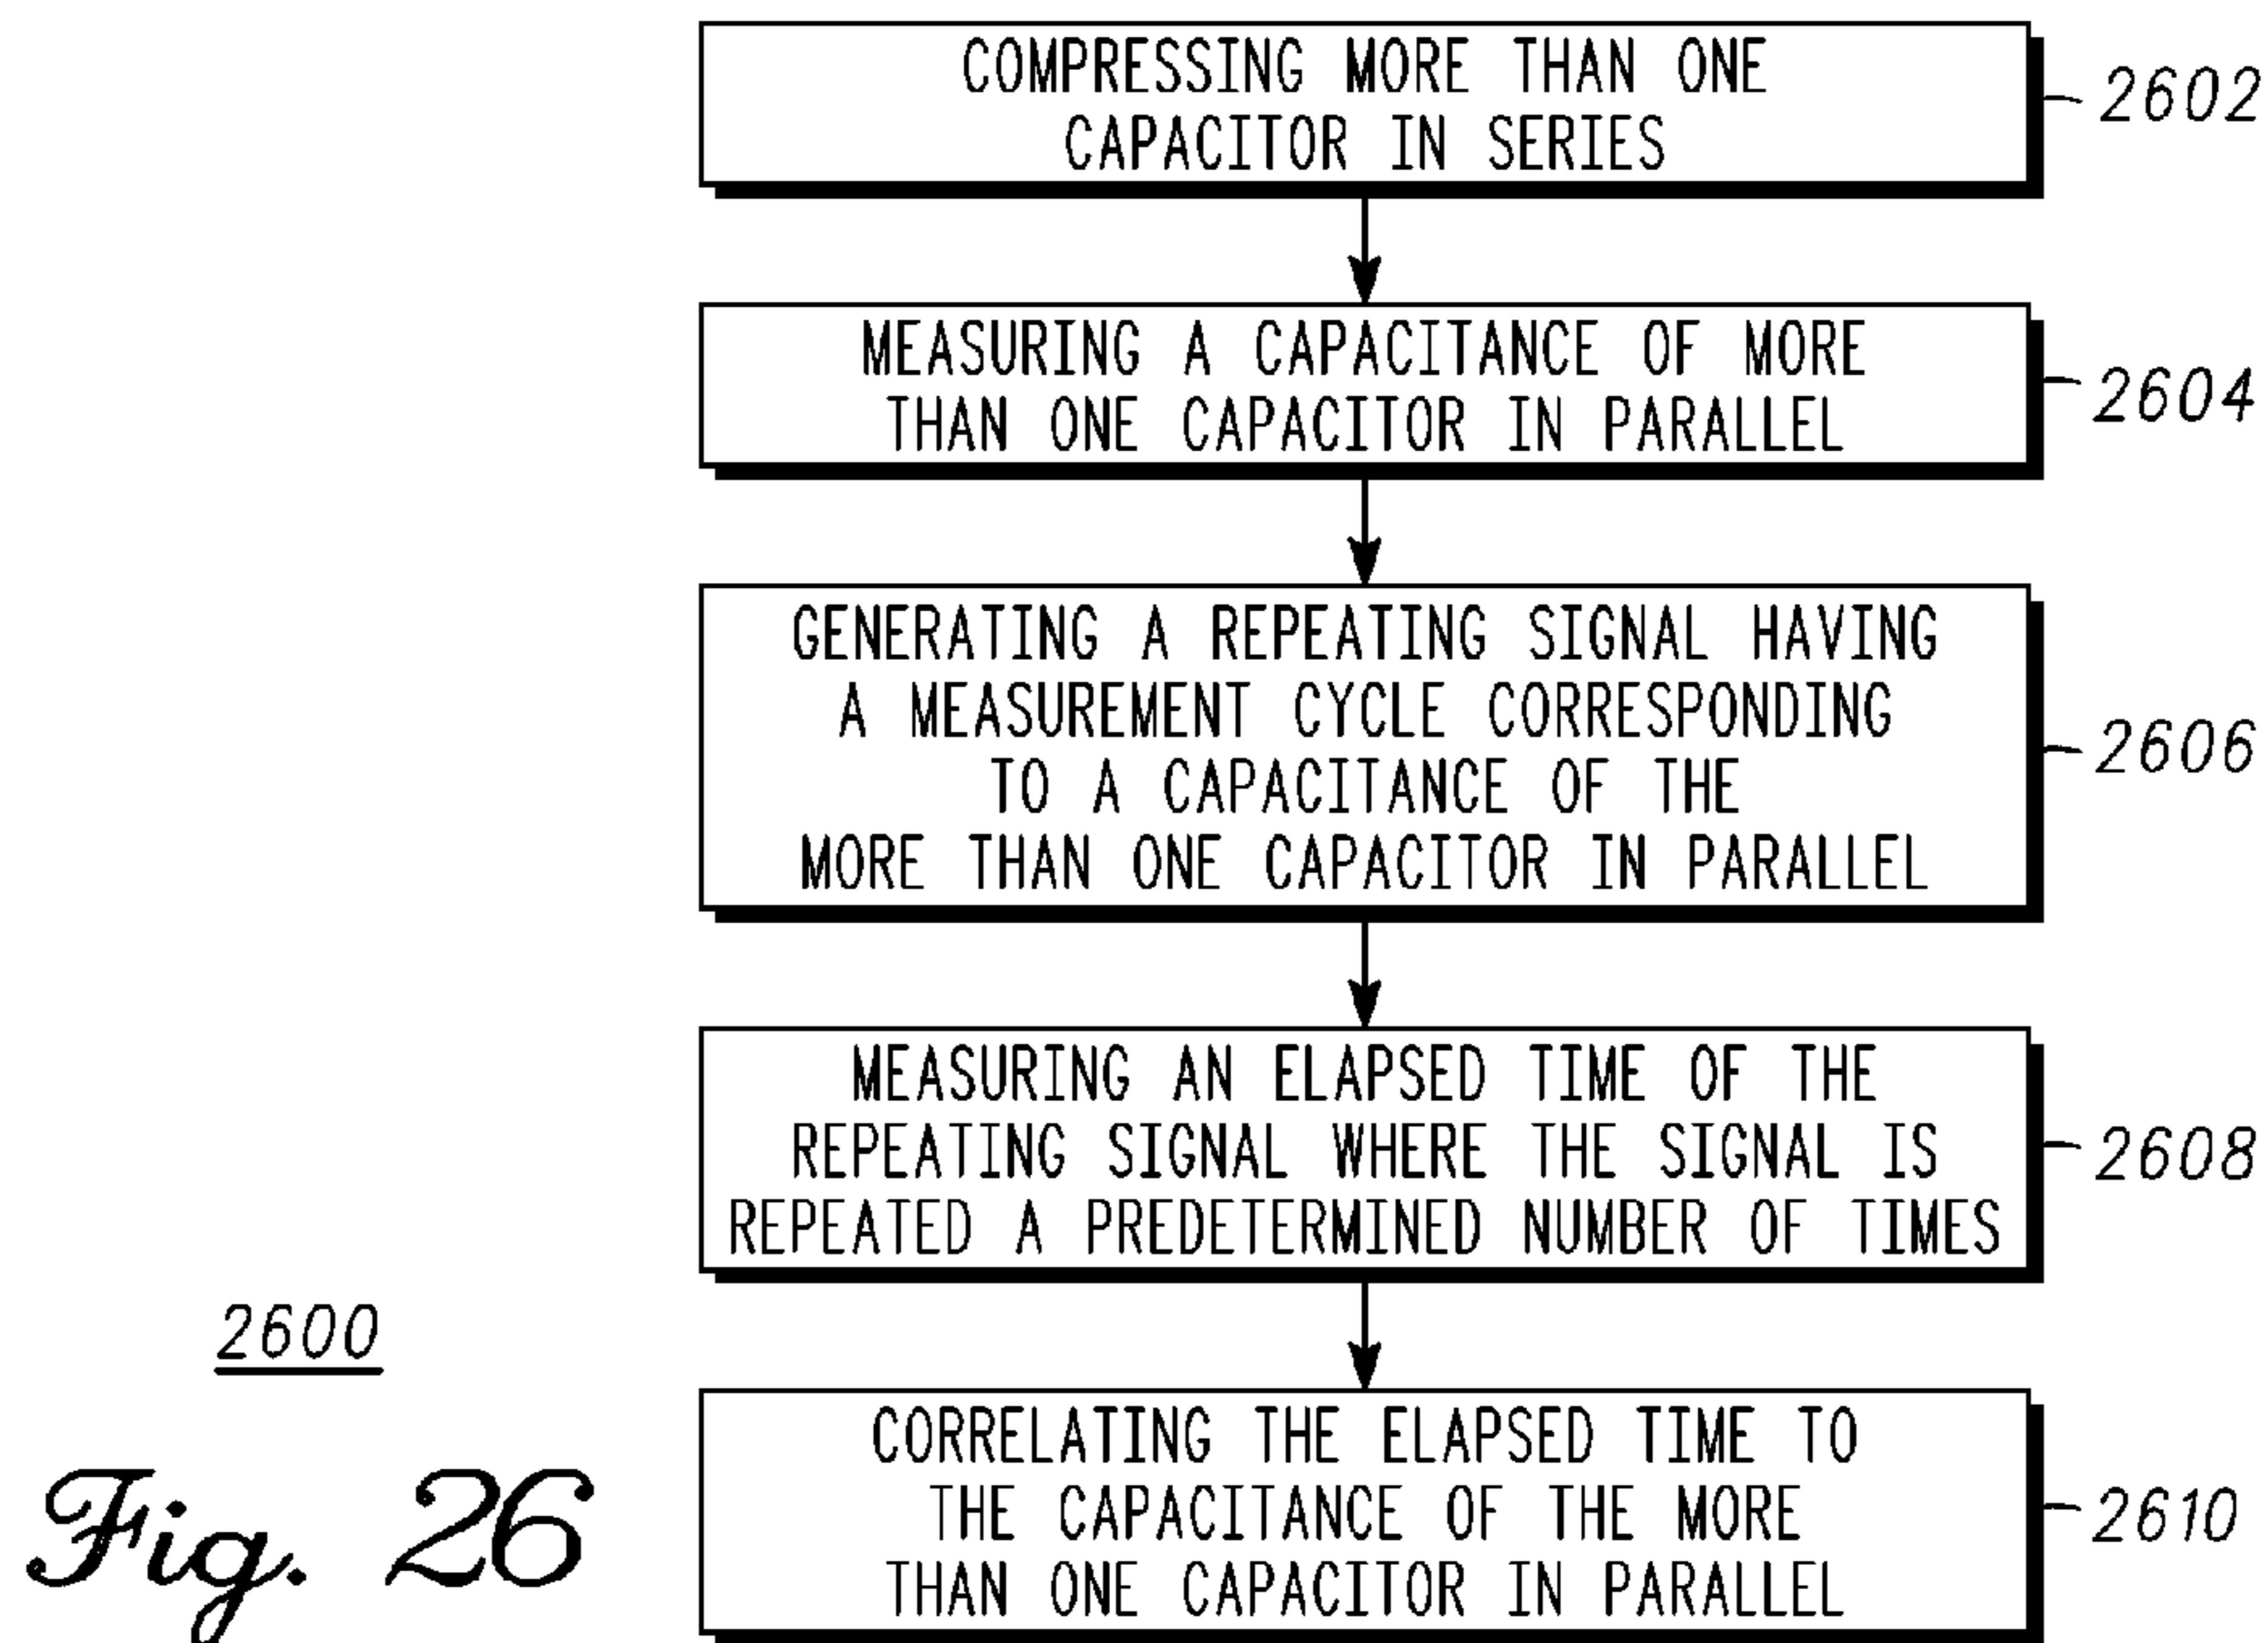 COMPRESSING MORE THAN ONE
CAPACITOR IN SERIES
2602
MEASURING A CAPACITANCE OF MORE
THAN ONE CAPACITOR IN PARALLEL
2604
GENERATING A REPEATING SIGNAL HAVING
A MEASUREMENT CYCLE CORRESPONDING
TO A CAPACITANCE OF THE
MORE THAN ONE CAPACITOR IN PARALLEL
2606
MEASURING AN ELAPSED TIME OF THE
REPEATING SIGNAL WHERE THE SIGNAL IS
REPEATED A PREDETERMINED NUMBER OF TIMES
2608
CORRELATING THE ELAPSED TIME TO
THE CAPACITANCE OF THE MORE
THAN ONE CAPACITOR IN PARALLEL
2610
2600
Fig. 26